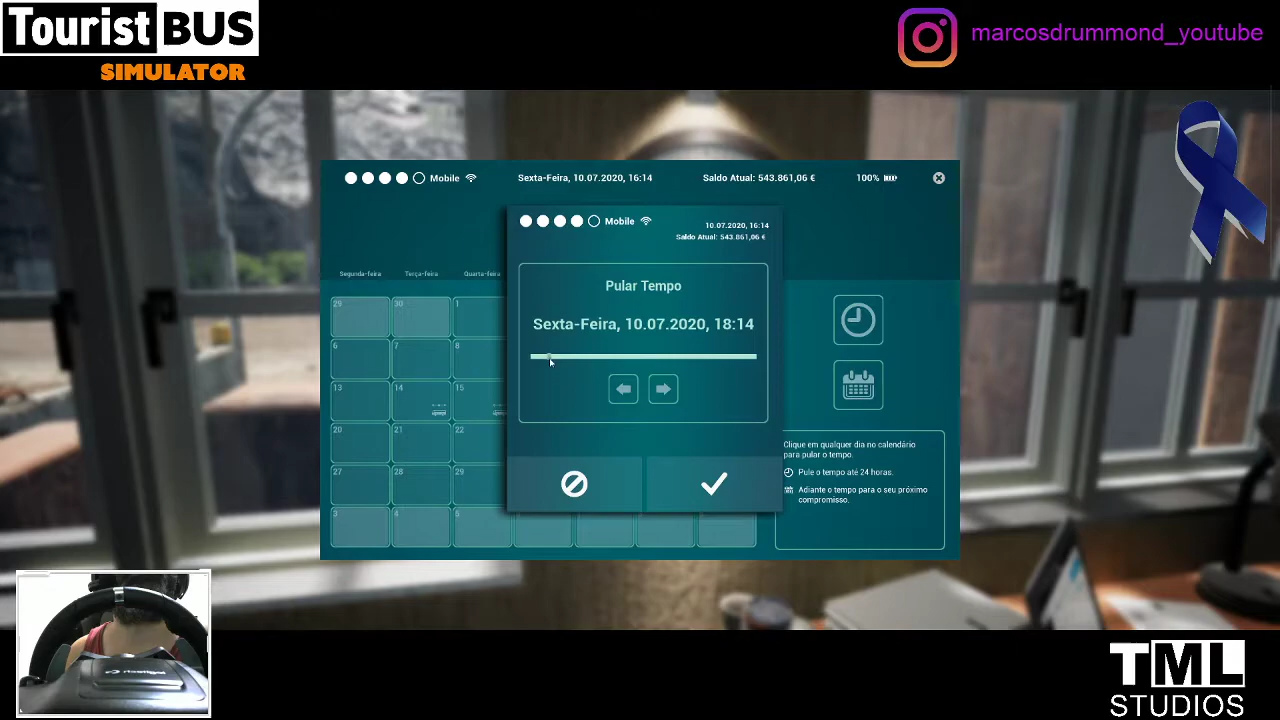 Tourist BUS
SIMULATOR
marcosdrummond_youtube
Mobile
Sexta-Feira, 10.07.2020, 16:14
Saldo Atual: 543.861,06 €
100%
Mobile
10.07.2020, 16:14
Saldo Atual: 543.861,06 €
Segunda-feira
Terça-feira
Quarta-feira
Pular Tempo
Sexta-Feira, 10.07.2020, 18:14
29 30 1
6 7 8
13 14 15
20 21 22
27 28 29
3 4 5
Clique em qualquer dia no calendário
para pular o tempo.
Pule o tempo até 24 horas.
Adiante o tempo para o seu próximo
compromisso.
TML
STUDIOS